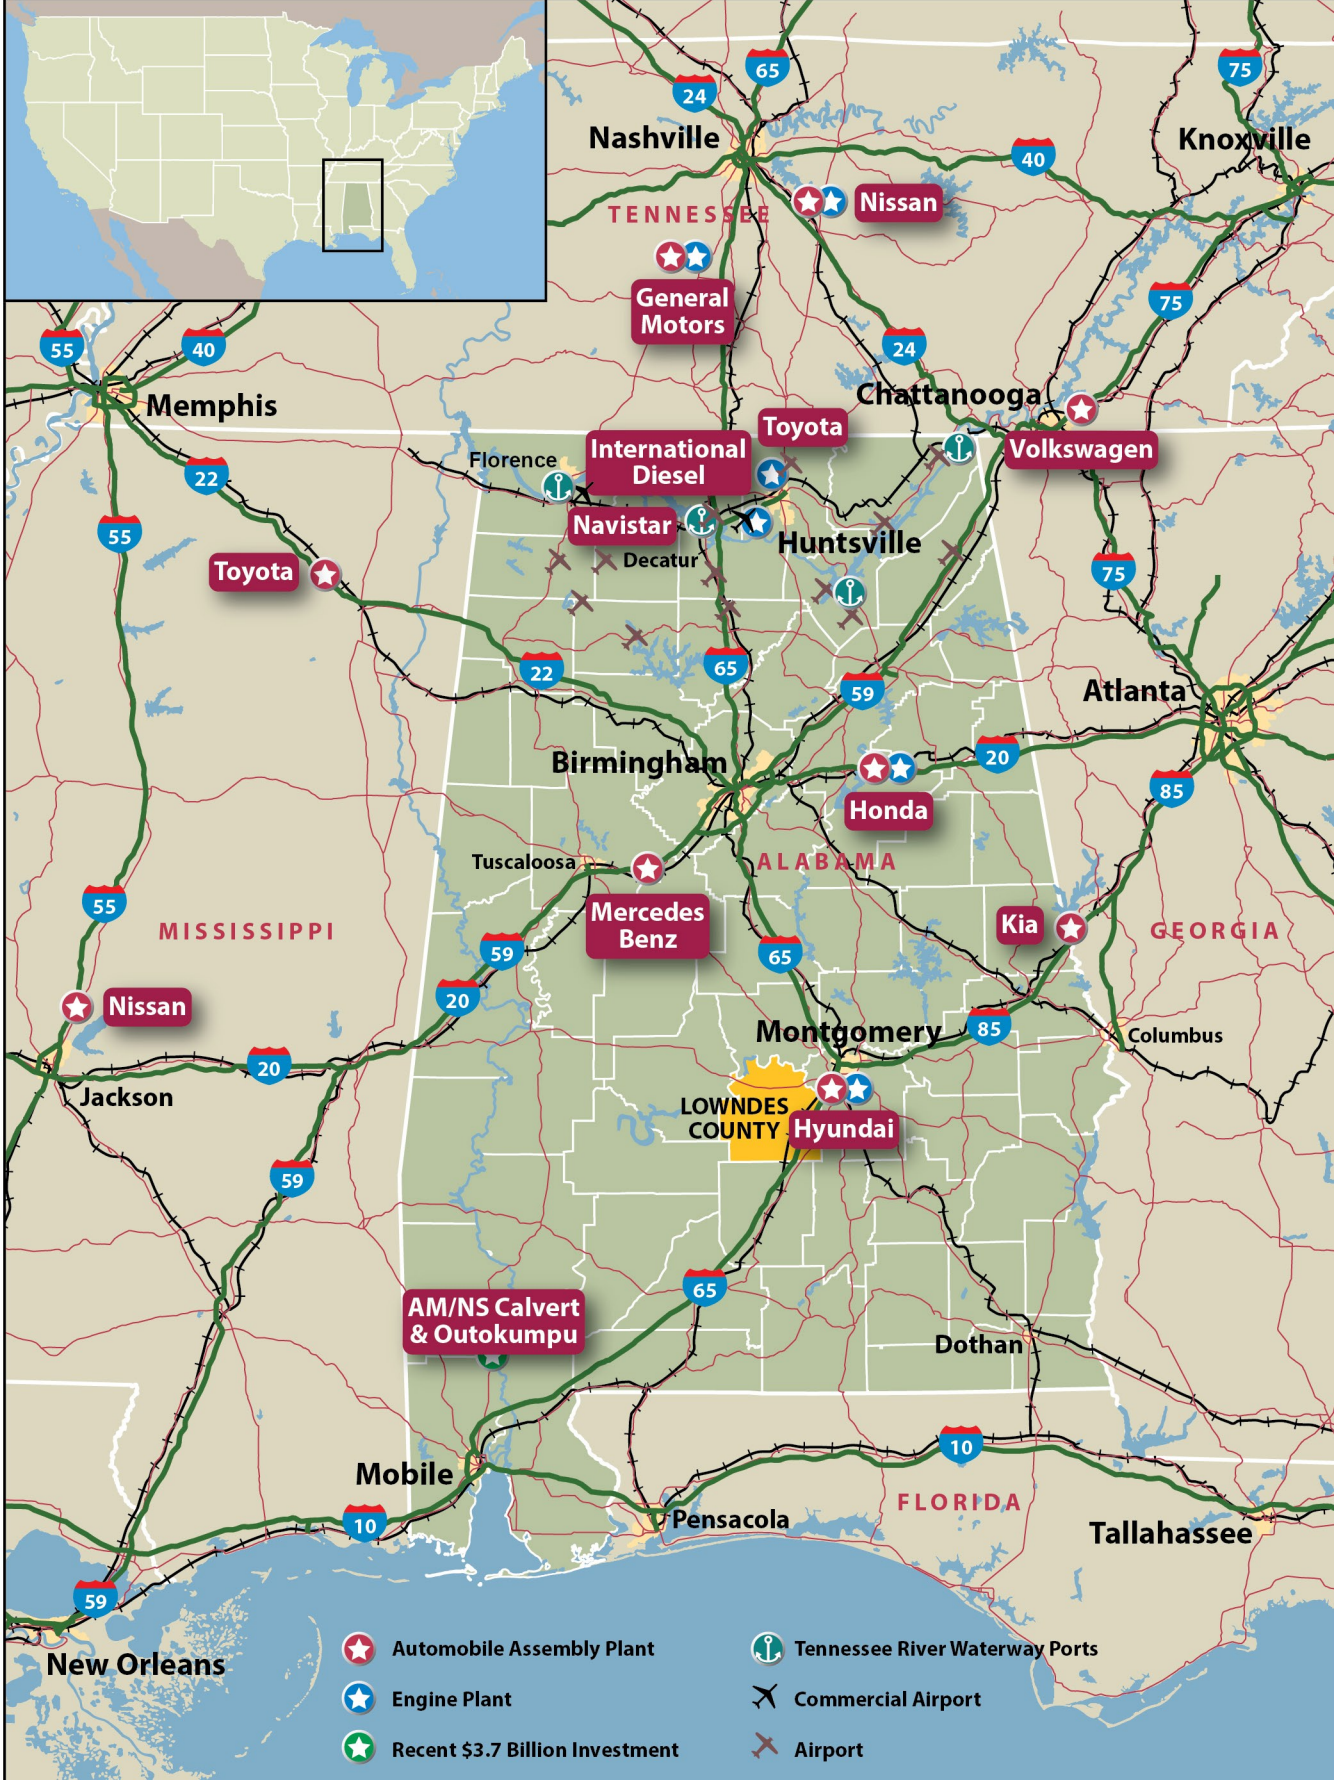 65
75
24
Nashville
Knoxville
40
Nissan
TENNESSEE
General
Motors
75
55
40
24
Chattanooga
Memphis
Toyota
International
Diesel
Volkswagen
Florence
22
Navistar
55
Huntsville
Decatur
Toyota
75
22
65
59
Atlanta
Birmingham
20
85
Honda
Tuscaloosa
ALABAMA
55
Mercedes
Benz
Kia
MISSISSIPPI
GEORGIA
59
65
20
Nissan
85
Montgomery
Columbus
20
Jackson
LOWNDES
COUNTY
Hyundai
59
65
AM/NS Calvert
& Outokumpu
Dothan
10
Mobile
FLORIDA
10
Pensacola
Tallahassee
59
New Orleans
Automobile Assembly Plant
Engine Plant
Recent $3.7 Billion Investment
Tennessee River Waterway Ports
Commercial Airport
Airport